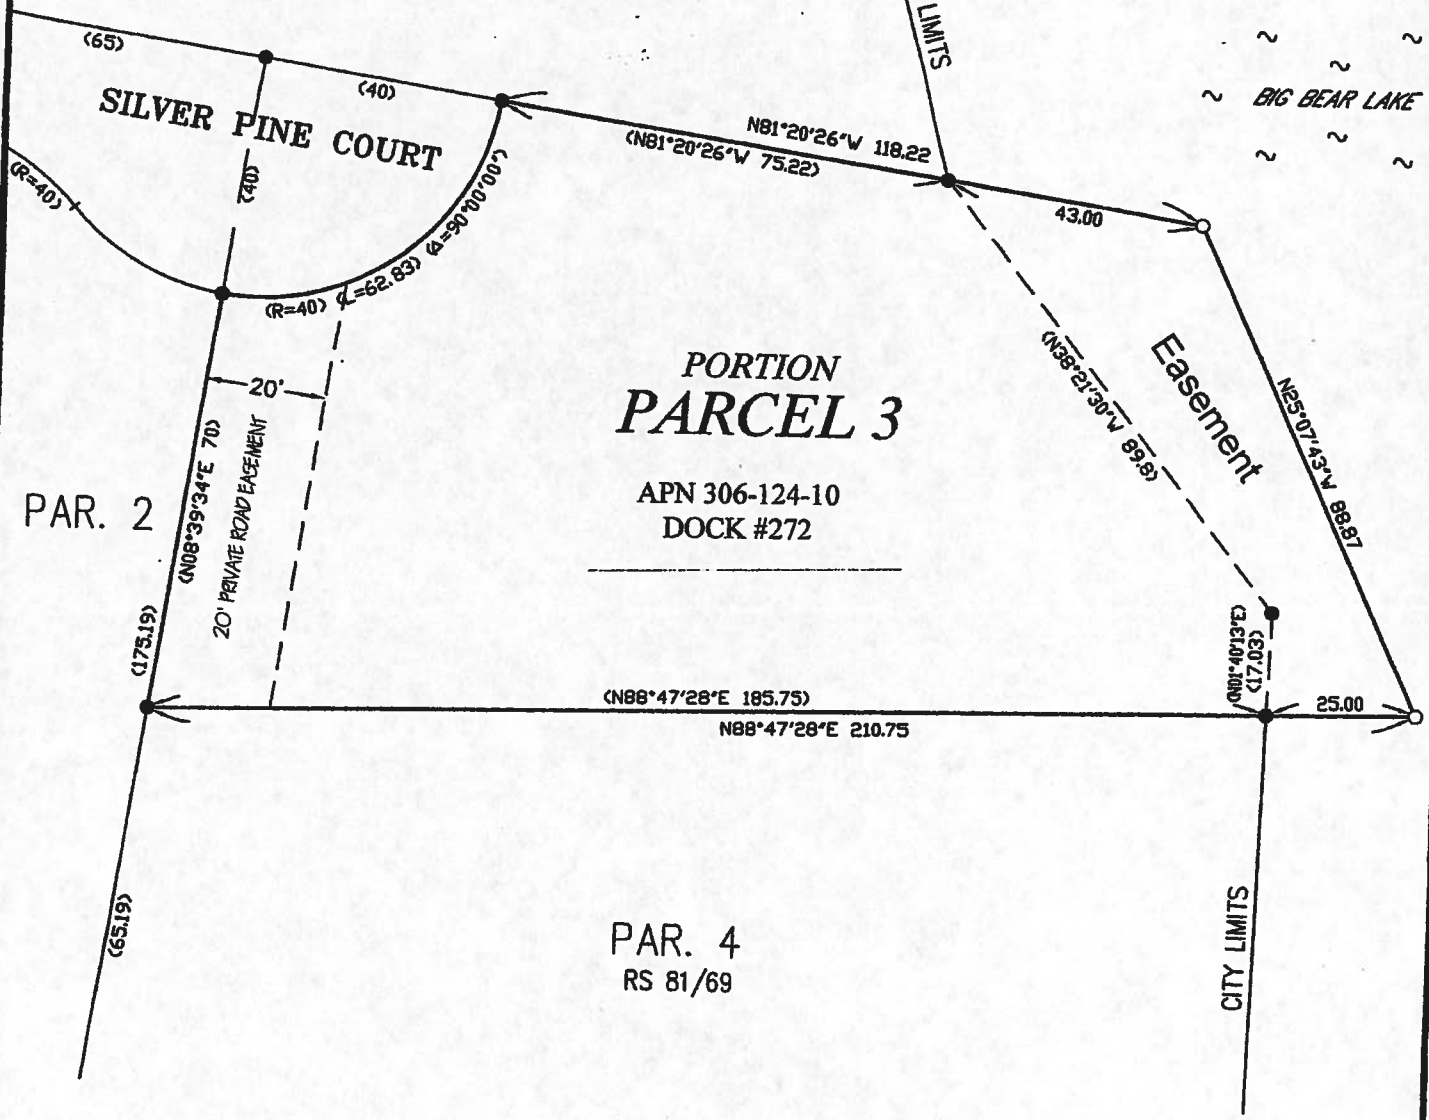 LIMITS
(65)
(40)
SILVER PINE COURT
(40)
(R=40)
N81°20'26"W 118.22
(N81°20'26"W 75.22)
43.00
BIG BEAR LAKE
(R=40) (L=62.83) (Δ=90°00'00")
20'
20' PRIVATE ROAD EASEMENT
(N08°39'34"E 70)
(175.19)
PAR. 2
PORTION
PARCEL 3
APN 306-124-10
DOCK #272
(N38°21'30"W 89.8)
Easement
N25°07'43"W 88.87
(N01°40'13"E)
(17.03)
(N88°47'28"E 185.75)
N88°47'28"E 210.75
25.00
(65.19)
PAR. 4
RS 81/69
CITY LIMITS